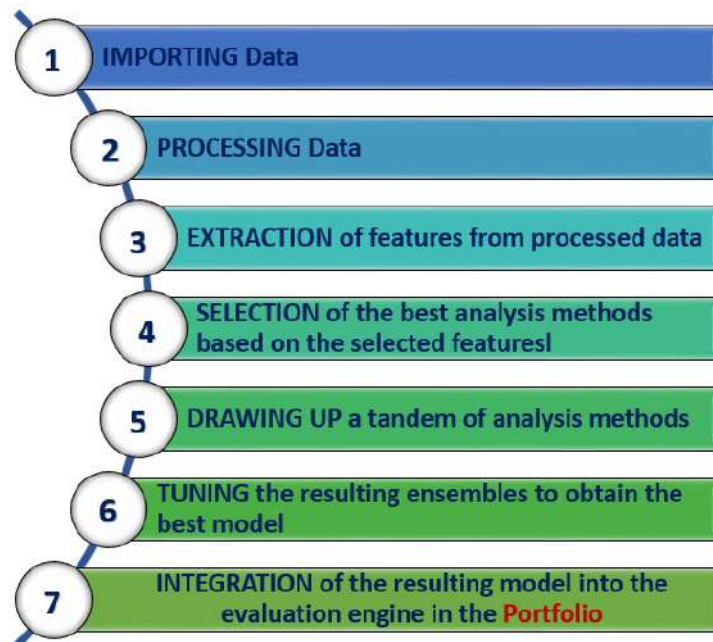 1
IMPORTING Data
2
PROCESSING Data
3
EXTRACTION of features from processed data
4
SELECTION of the best analysis methods
based on the selected featuresl
5
DRAWING UP a tandem of analysis methods
6
TUNING the resulting ensembles to obtain the
best model
7
INTEGRATION of the resulting model into the
evaluation engine in the Portfolio